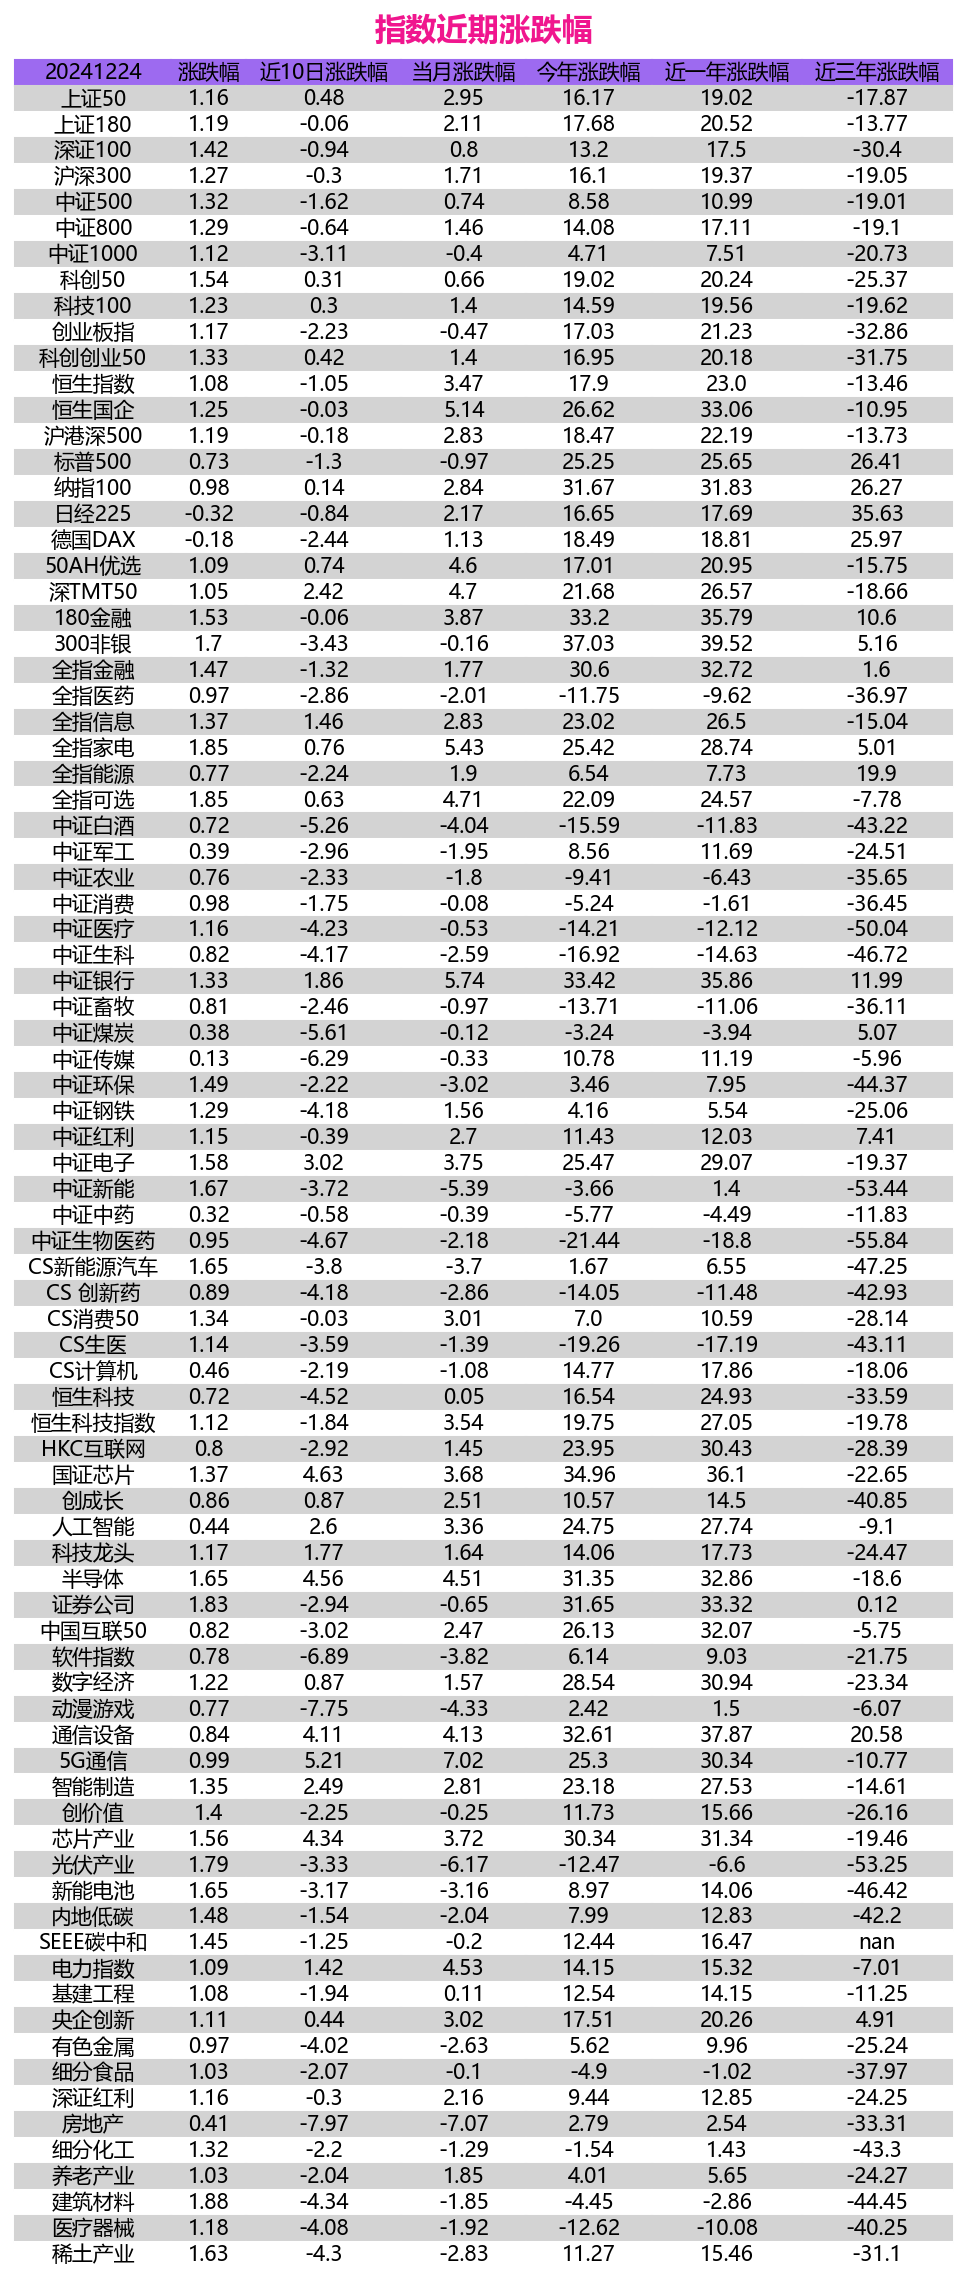 指数近期涨跌幅
20241224 涨跌幅 近10日涨跌幅 当月涨跌幅 今年涨跌幅 近一年涨跌幅 近三年涨跌幅
上证50 1.16 0.48 2.95 16.17 19.02 -17.87
上证180 1.19 -0.06 2.11 17.68 20.52 -13.77
深证100 1.42 -0.94 0.8 13.2 17.5 -30.4
沪深300 1.27 -0.3 1.71 16.1 19.37 -19.05
中证500 1.32 -1.62 0.74 8.58 10.99 -19.01
中证800 1.29 -0.64 1.46 14.08 17.11 -19.1
中证1000 1.12 -3.11 -0.4 4.71 7.51 -20.73
科创50 1.54 0.31 0.66 19.02 20.24 -25.37
科技100 1.23 0.3 1.4 14.59 19.56 -19.62
创业板指 1.17 -2.23 -0.47 17.03 21.23 -32.86
科创创业50 1.33 0.42 1.4 16.95 20.18 -31.75
恒生指数 1.08 -1.05 3.47 17.9 23.0 -13.46
恒生国企 1.25 -0.03 5.14 26.62 33.06 -10.95
沪港深500 1.19 -0.18 2.83 18.47 22.19 -13.73
标普500 0.73 -1.3 -0.97 25.25 25.65 26.41
纳指100 0.98 0.14 2.84 31.67 31.83 26.27
日经225 -0.32 -0.84 2.17 16.65 17.69 35.63
德国DAX -0.18 -2.44 1.13 18.49 18.81 25.97
50AH优选 1.09 0.74 4.6 17.01 20.95 -15.75
深TMT50 1.05 2.42 4.7 21.68 26.57 -18.66
180金融 1.53 -0.06 3.87 33.2 35.79 10.6
300非银 1.7 -3.43 -0.16 37.03 39.52 5.16
全指金融 1.47 -1.32 1.77 30.6 32.72 1.6
全指医药 0.97 -2.86 -2.01 -11.75 -9.62 -36.97
全指信息 1.37 1.46 2.83 23.02 26.5 -15.04
全指家电 1.85 0.76 5.43 25.42 28.74 5.01
全指能源 0.77 -2.24 1.9 6.54 7.73 19.9
全指可选 1.85 0.63 4.71 22.09 24.57 -7.78
中证白酒 0.72 -5.26 -4.04 -15.59 -11.83 -43.22
中证军工 0.39 -2.96 -1.95 8.56 11.69 -24.51
中证农业 0.76 -2.33 -1.8 -9.41 -6.43 -35.65
中证消费 0.98 -1.75 -0.08 -5.24 -1.61 -36.45
中证医疗 1.16 -4.23 -0.53 -14.21 -12.12 -50.04
中证生科 0.82 -4.17 -2.59 -16.92 -14.63 -46.72
中证银行 1.33 1.86 5.74 33.42 35.86 11.99
中证畜牧 0.81 -2.46 -0.97 -13.71 -11.06 -36.11
中证煤炭 0.38 -5.61 -0.12 -3.24 -3.94 5.07
中证传媒 0.13 -6.29 -0.33 10.78 11.19 -5.96
中证环保 1.49 -2.22 -3.02 3.46 7.95 -44.37
中证钢铁 1.29 -4.18 1.56 4.16 5.54 -25.06
中证红利 1.15 -0.39 2.7 11.43 12.03 7.41
中证电子 1.58 3.02 3.75 25.47 29.07 -19.37
中证新能 1.67 -3.72 -5.39 -3.66 1.4 -53.44
中证中药 0.32 -0.58 -0.39 -5.77 -4.49 -11.83
中证生物医药 0.95 -4.67 -2.18 -21.44 -18.8 -55.84
CS新能源汽车 1.65 -3.8 -3.7 1.67 6.55 -47.25
CS 创新药 0.89 -4.18 -2.86 -14.05 -11.48 -42.93
CS消费50 1.34 -0.03 3.01 7.0 10.59 -28.14
CS生医 1.14 -3.59 -1.39 -19.26 -17.19 -43.11
CS计算机 0.46 -2.19 -1.08 14.77 17.86 -18.06
恒生科技 0.72 -4.52 0.05 16.54 24.93 -33.59
恒生科技指数 1.12 -1.84 3.54 19.75 27.05 -19.78
HKC互联网 0.8 -2.92 1.45 23.95 30.43 -28.39
国证芯片 1.37 4.63 3.68 34.96 36.1 -22.65
创成长 0.86 0.87 2.51 10.57 14.5 -40.85
人工智能 0.44 2.6 3.36 24.75 27.74 -9.1
科技龙头 1.17 1.77 1.64 14.06 17.73 -24.47
半导体 1.65 4.56 4.51 31.35 32.86 -18.6
证券公司 1.83 -2.94 -0.65 31.65 33.32 0.12
中国互联50 0.82 -3.02 2.47 26.13 32.07 -5.75
软件指数 0.78 -6.89 -3.82 6.14 9.03 -21.75
数字经济 1.22 0.87 1.57 28.54 30.94 -23.34
动漫游戏 0.77 -7.75 -4.33 2.42 1.5 -6.07
通信设备 0.84 4.11 4.13 32.61 37.87 20.58
5G通信 0.99 5.21 7.02 25.3 30.34 -10.77
智能制造 1.35 2.49 2.81 23.18 27.53 -14.61
创价值 1.4 -2.25 -0.25 11.73 15.66 -26.16
芯片产业 1.56 4.34 3.72 30.34 31.34 -19.46
光伏产业 1.79 -3.33 -6.17 -12.47 -6.6 -53.25
新能电池 1.65 -3.17 -3.16 8.97 14.06 -46.42
内地低碳 1.48 -1.54 -2.04 7.99 12.83 -42.2
SEEE碳中和 1.45 -1.25 -0.2 12.44 16.47 nan
电力指数 1.09 1.42 4.53 14.15 15.32 -7.01
基建工程 1.08 -1.94 0.11 12.54 14.15 -11.25
央企创新 1.11 0.44 3.02 17.51 20.26 4.91
有色金属 0.97 -4.02 -2.63 5.62 9.96 -25.24
细分食品 1.03 -2.07 -0.1 -4.9 -1.02 -37.97
深证红利 1.16 -0.3 2.16 9.44 12.85 -24.25
房地产 0.41 -7.97 -7.07 2.79 2.54 -33.31
细分化工 1.32 -2.2 -1.29 -1.54 1.43 -43.3
养老产业 1.03 -2.04 1.85 4.01 5.65 -24.27
建筑材料 1.88 -4.34 -1.85 -4.45 -2.86 -44.45
医疗器械 1.18 -4.08 -1.92 -12.62 -10.08 -40.25
稀土产业 1.63 -4.3 -2.83 11.27 15.46 -31.1